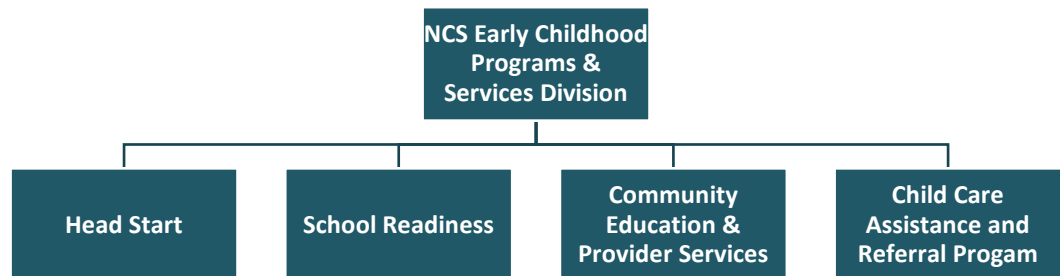 NCS Early Childhood
Programs &
Services Division
Head Start
School Readiness
Community
Education &
Provider Services
Child Care
Assistance and
Referral Progam